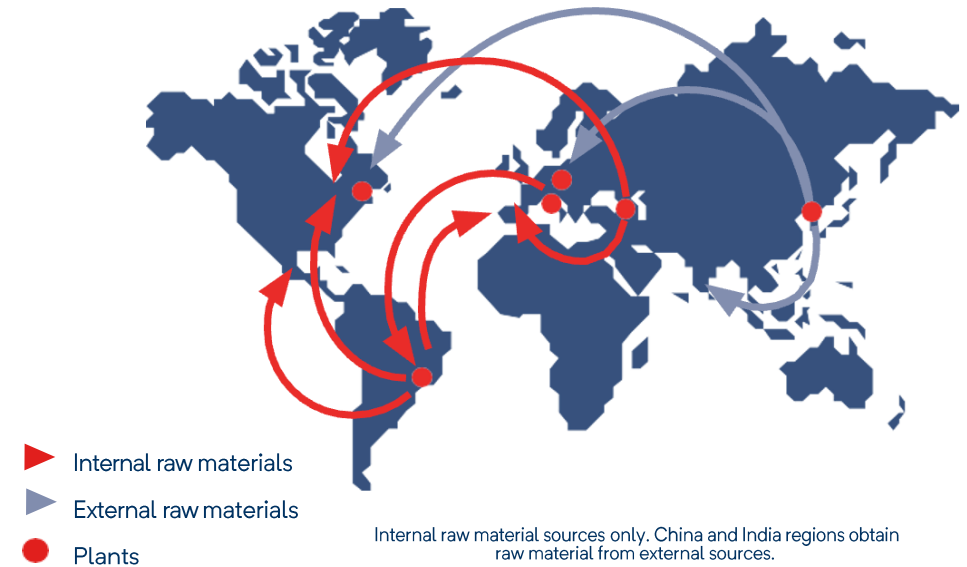 Internal raw materials
External raw materials
Plants
Internal raw material sources only. China and India regions obtain
raw material from external sources.